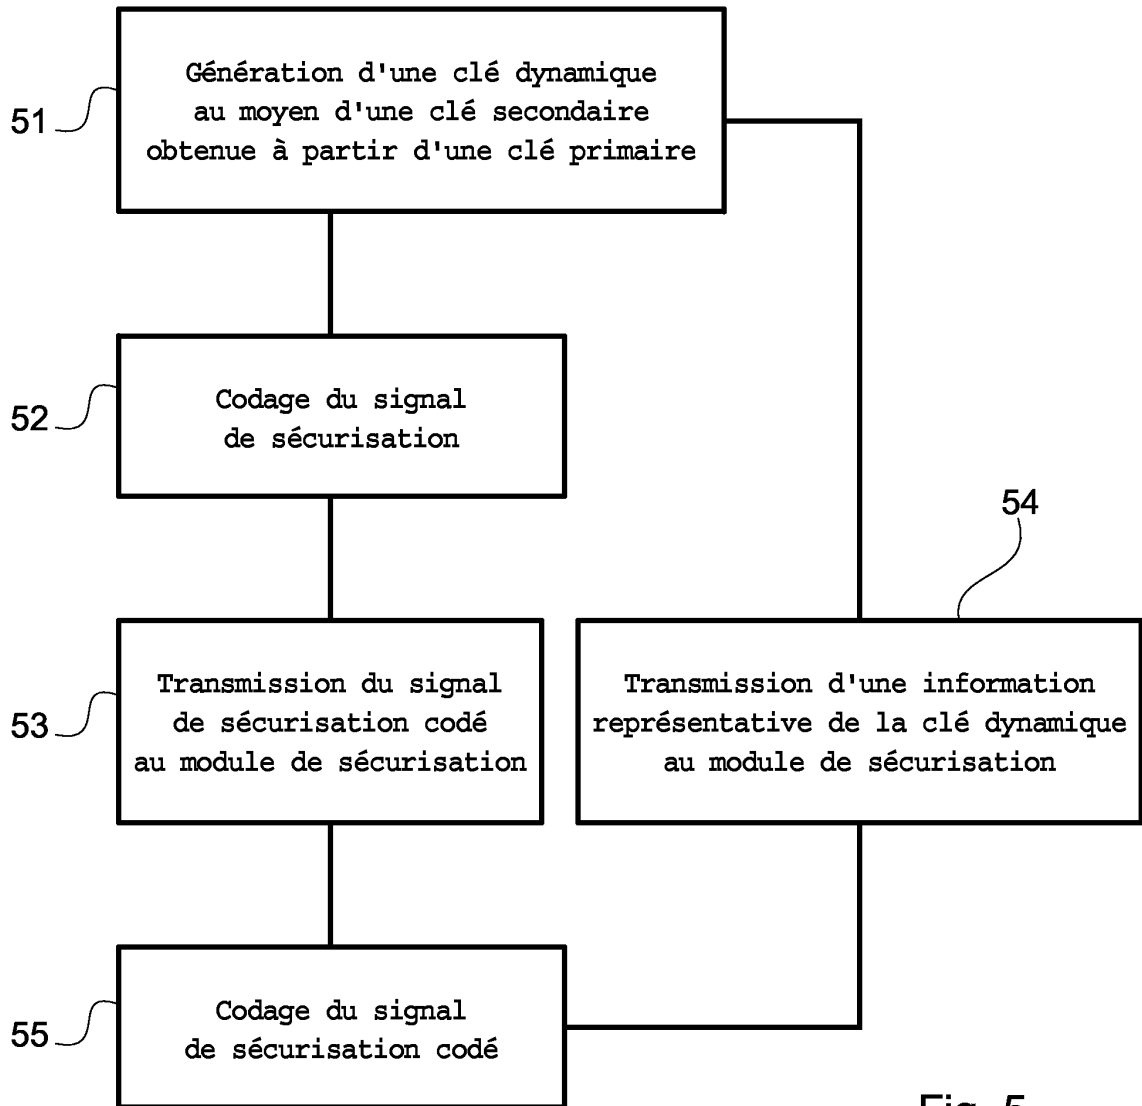 Génération d'une clé dynamique
au moyen d'une clé secondaire
obtenue à partir d'une clé primaire
51
Codage du signal
de sécurisation
52
54
Transmission du signal
de sécurisation codé
au module de sécurisation
53
Transmission d'une information
représentative de la clé dynamique
au module de sécurisation
Codage du signal
de sécurisation codé
55
Fig. 5